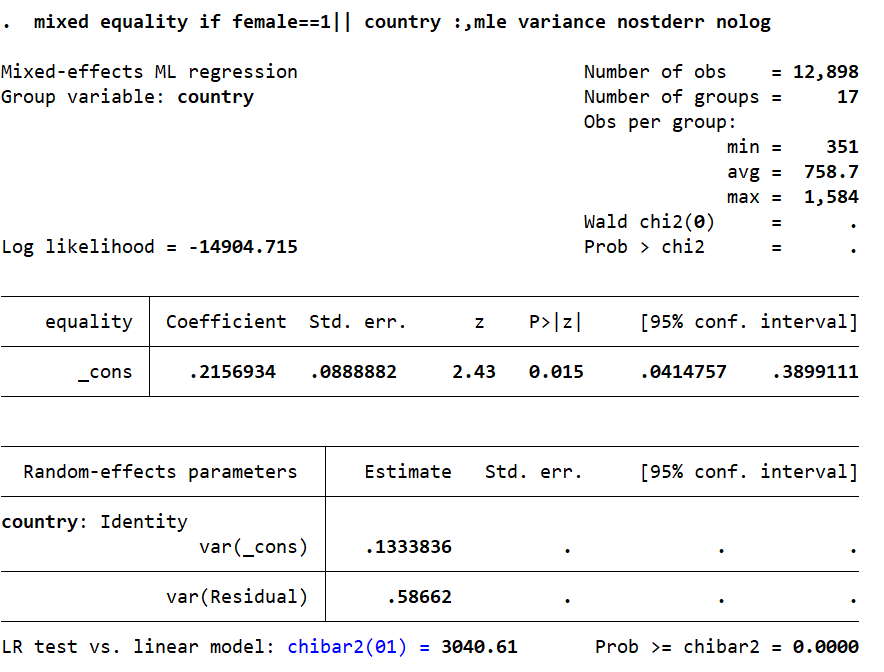 . mixed equality if female==1|| country :,mle variance nostderr nolog
Mixed-effects ML regression Number of obs = 12,898
Group variable: country Number of groups = 17
Obs per group:
min = 351
avg = 758.7
max = 1,584
Wald chi2(0) = .
Log likelihood = -14904.715 Prob > chi2 = .
equality Coefficient Std. err. z P>|z| [95% conf. interval]
_cons .2156934 .0888882 2.43 0.015 .0414757 .3899111
Random-effects parameters Estimate Std. err. [95% conf. interval]
country: Identity
var(_cons) .1333836 . . .
var(Residual) .58662 . . .
LR test vs. linear model: chibar2(01) = 3040.61 Prob >= chibar2 = 0.0000